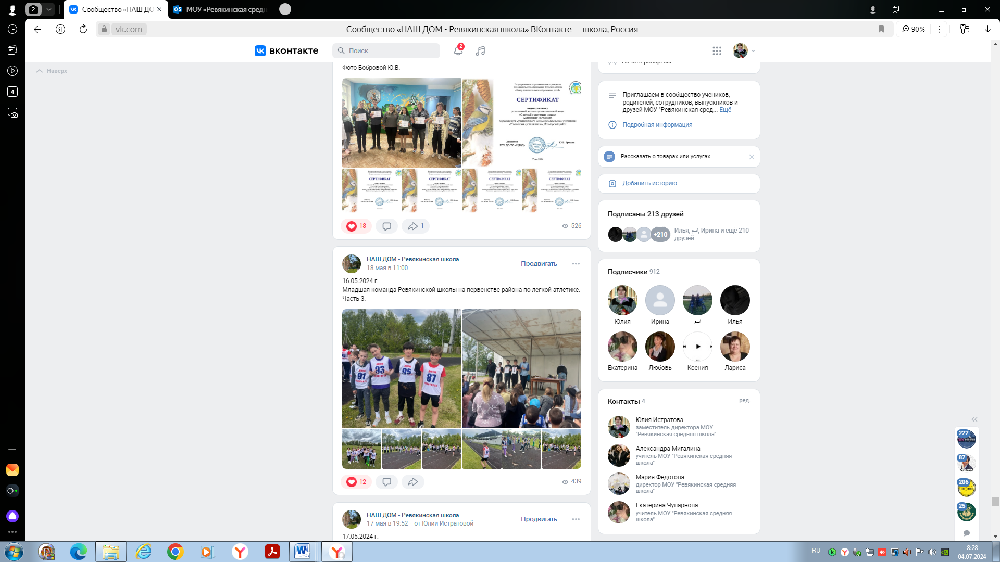 2
Сообщество «НАШ ДО
МОУ «Ревякинская средн
vk.com
Сообщество «НАШ ДОМ - Ревякинская школа» ВКонтакте — школа, Россия
90 %
4
вконтакте
Поиск
2
Наверх
Фото Бобровой Ю.В.
СЕРТИФИКАТ
СЕРТИФИКАТ
СЕРТИФИКАТ
СЕРТИФИКАТ
СЕРТИФИКАТ
18
1
526
НАШ ДОМ - Ревякинская школа
18 мая в 11:00
Продвигать
16.05.2024 г.
Младшая команда Ревякинской школы на первенстве района по легкой атлетике.
Часть 3.
91
93
95
87
12
439
НАШ ДОМ - Ревякинская школа
17 мая в 19:52 · от Юлии Истратовой
Продвигать
17.05.2024 г.
Начать репортаж
Приглашаем в сообщество учеников,
родителей, сотрудников, выпускников и
друзей МОУ "Ревякинская сред... Ещё
Подробная информация
Рассказать о товарах или услугах
Добавить историю
Подписаны 213 друзей
+210
Илья, اسم, Ирина и ещё 210
друзей
Подписчики 912
Юлия
Ирина
اسم
Илья
Екатерина
Любовь
Ксения
Лариса
Контакты 4
ред.
Юлия Истратова
заместитель директора МОУ
"Ревякинская средняя школа"
Александра Мигалина
учитель МОУ "Ревякинская средняя
школа"
Мария Федотова
директор МОУ "Ревякинская средняя
школа"
Екатерина Чупарнова
учитель МОУ "Ревякинская средняя
школа"
222
87
206
25
RU
8:28
04.07.2024